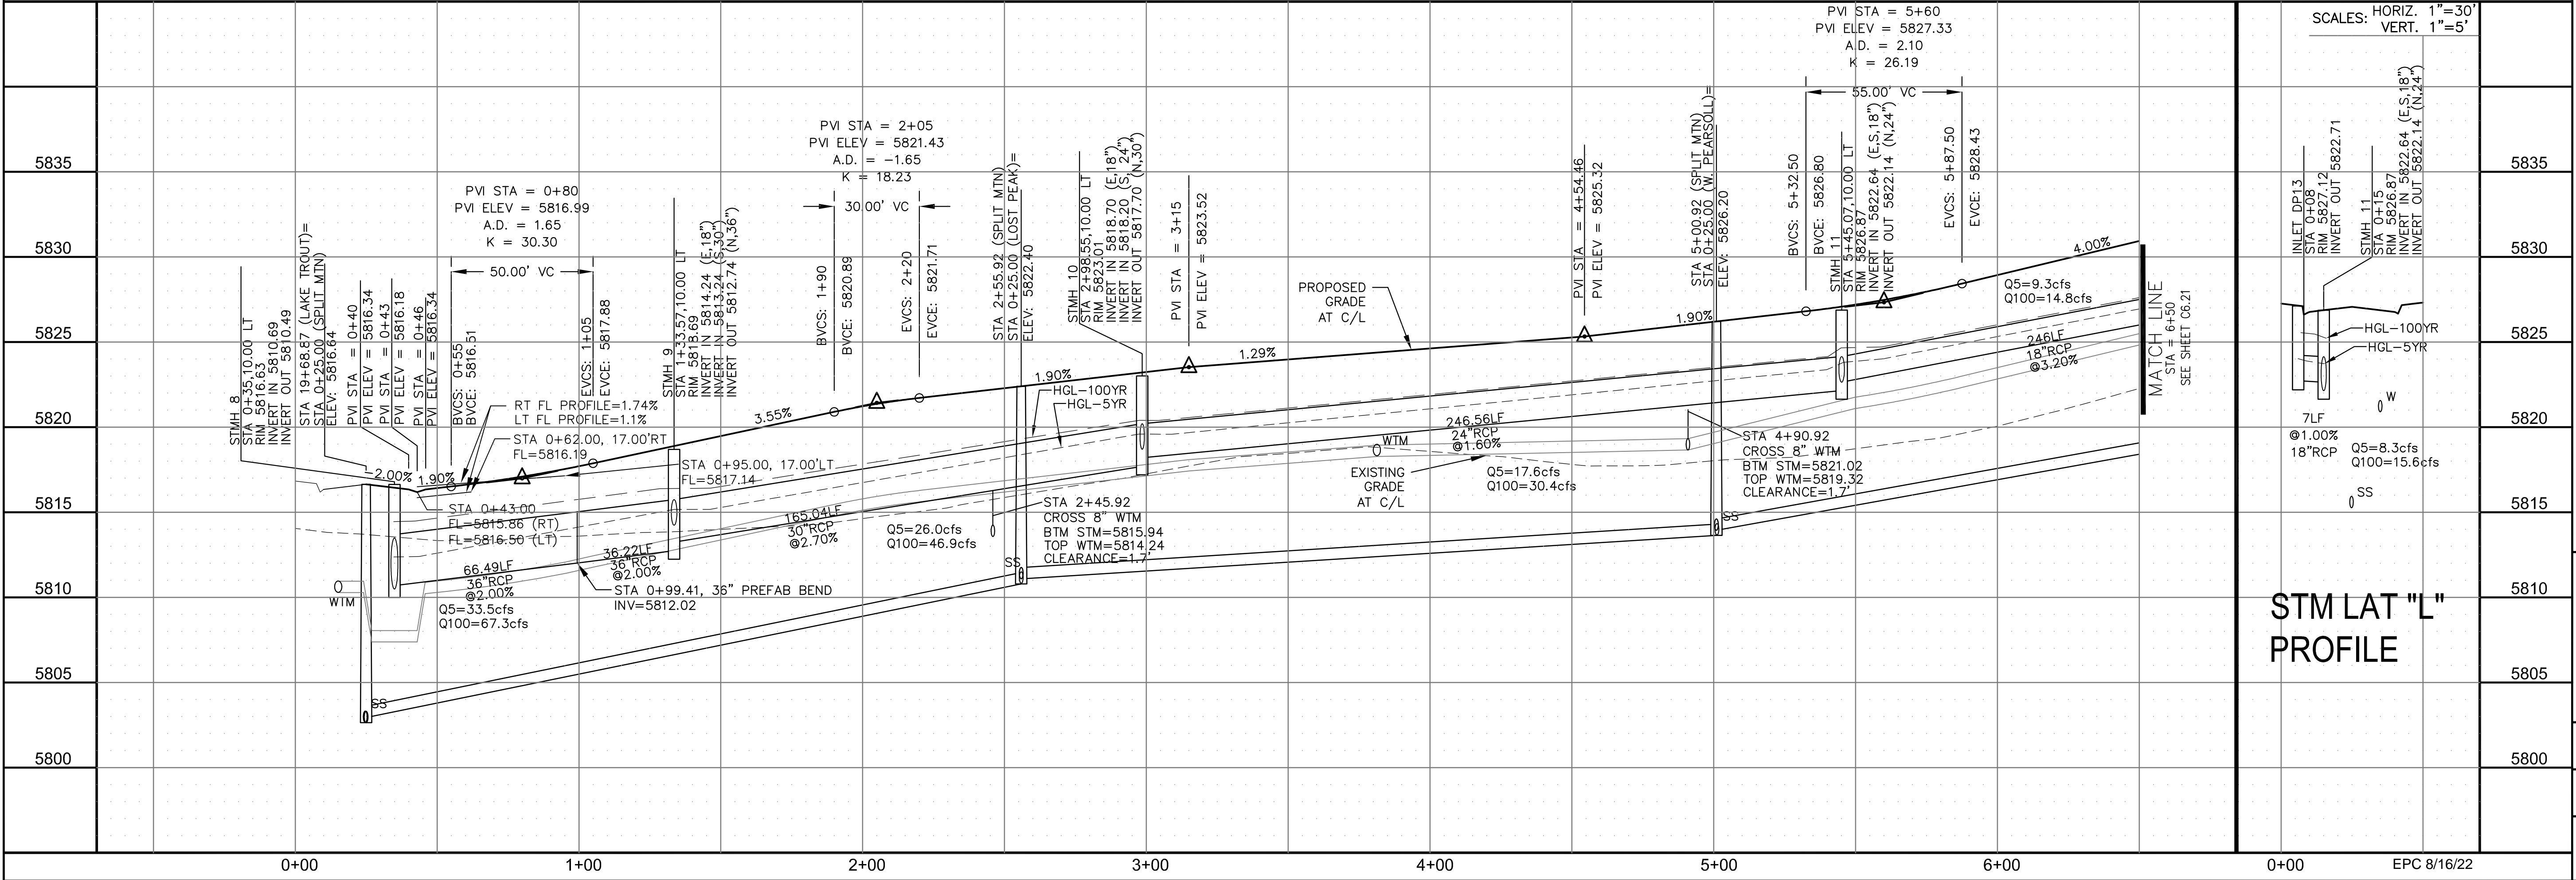 SCALES: HORIZ. 1"=30'
VERT. 1"=5'
5835
5830
5825
5820
5815
5810
5805
5800
STMH 8
STA 0+35,10.00 LT
RIM 5816.63
INVERT IN 5810.69
INVERT OUT 5810.49
STA 19+68.87 (LAKE TROUT)=
STA 0+25.00 (SPLIT MTN)
ELEV: 5816.64
PVI STA = 0+40
PVI ELEV = 5816.34
PVI STA = 0+43
PVI ELEV = 5816.18
PVI STA = 0+46
PVI ELEV = 5816.34
BVCS: 0+55
BVCE: 5816.51
PVI STA = 0+80
PVI ELEV = 5816.99
A.D. = 1.65
K = 30.30
50.00' VC
EVCS: 1+05
EVCE: 5817.88
RT FL PROFILE=1.74%
LT FL PROFILE=1.1%
STA 0+62.00, 17.00'RT
FL=5816.19
STA 0+95.00, 17.00'LT
FL=5817.14
-2.00%
1.90%
STA 0+43.00
FL=5815.86 (RT)
FL=5816.50 (LT)
66.49LF
36"RCP
@2.00%
Q5=33.5cfs
Q100=67.3cfs
WTM
SS
36.22LF
36"RCP
@2.00%
STA 0+99.41, 36" PREFAB BEND
INV=5812.02
STMH 9
STA 1+33.57,10.00 LT
RIM 5818.69
INVERT IN 5814.24 (E,18")
INVERT IN 5813.24 (S,30")
INVERT OUT 5812.74 (N,36")
3.55%
165.04LF
30"RCP
@2.70%
Q5=26.0cfs
Q100=46.9cfs
PVI STA = 2+05
PVI ELEV = 5821.43
A.D. = -1.65
K = 18.23
30.00' VC
BVCS: 1+90
BVCE: 5820.89
EVCS: 2+20
EVCE: 5821.71
STA 2+55.92 (SPLIT MTN)
STA 0+25.00 (LOST PEAK)=
ELEV: 5822.40
1.90%
HGL-100YR
HGL-5YR
STA 2+45.92
CROSS 8" WTM
BTM STM=5815.94
TOP WTM=5814.24
CLEARANCE=1.7'
SS
STMH 10
STA 2+98.55,10.00 LT
RIM 5823.01
INVERT IN 5818.70 (E,18")
INVERT IN 5818.20 (S, 24")
INVERT OUT 5817.70 (N,30")
PVI STA = 3+15
PVI ELEV = 5823.52
1.29%
PROPOSED
GRADE
AT C/L
WTM
EXISTING
GRADE
AT C/L
246.56LF
24"RCP
@1.60%
Q5=17.6cfs
Q100=30.4cfs
PVI STA = 4+54.46
PVI ELEV = 5825.32
1.90%
STA 5+00.92 (SPLIT MTN)
STA 0+25.00 (W. PEARSOLL)=
ELEV: 5826.20
STA 4+90.92
CROSS 8" WTM
BTM STM=5821.02
TOP WTM=5819.32
CLEARANCE=1.7'
SS
PVI STA = 5+60
PVI ELEV = 5827.33
A.D. = 2.10
K = 26.19
55.00' VC
BVCS: 5+32.50
BVCE: 5826.80
STMH 11
STA 5+45.07,10.00 LT
RIM 5826.87
INVERT IN 5822.64 (E,S,18")
INVERT OUT 5822.14 (N,24")
EVCS: 5+87.50
EVCE: 5828.43
4.00%
Q5=9.3cfs
Q100=14.8cfs
246LF
18"RCP
@3.20%
MATCH LINE
STA = 6+50
SEE SHEET C6.21
INLET DP13
STA 0+08
RIM 5827.12
INVERT OUT 5822.71
STMH 11
STA 0+15
RIM 5826.87
INVERT IN 5822.64 (E,S,18")
INVERT OUT 5822.14 (N,24")
HGL-100YR
HGL-5YR
W
7LF
@1.00%
18"RCP
Q5=8.3cfs
Q100=15.6cfs
SS
STM LAT "L"
PROFILE
5835
5830
5825
5820
5815
5810
5805
5800
0+00
1+00
2+00
3+00
4+00
5+00
6+00
0+00
EPC 8/16/22